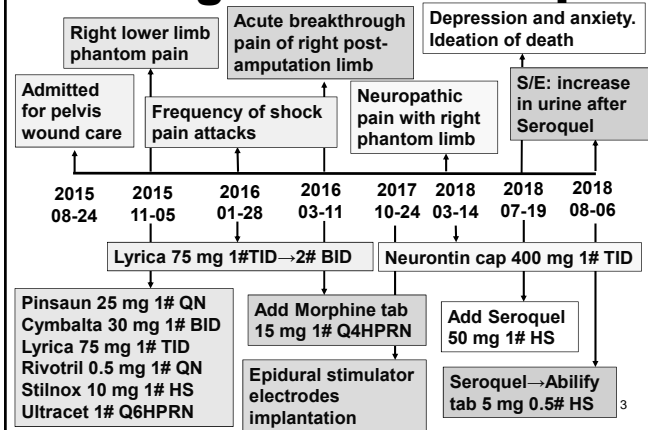 Right lower limb
phantom pain
Acute breakthrough
pain of right post-
amputation limb
Depression and anxiety.
Ideation of death
Admitted
for pelvis
wound care
Frequency of shock
pain attacks
Neuropathic
pain with right
phantom limb
S/E: increase
in urine after
Seroquel
2015
08-24
2015
11-05
2016
01-28
2016
03-11
2017
10-24
2018
03-14
2018
07-19
2018
08-06
Lyrica 75 mg 1#TID→2# BID
Neurontin cap 400 mg 1# TID
Pinsaun 25 mg 1# QN
Cymbalta 30 mg 1# BID
Lyrica 75 mg 1# TID
Rivotril 0.5 mg 1# QN
Stilnox 10 mg 1# HS
Ultracet 1# Q6HPRN
Add Morphine tab
15 mg 1# Q4HPRN
Epidural stimulator
electrodes
implantation
Add Seroquel
50 mg 1# HS
Seroquel→Abilify
tab 5 mg 0.5# HS
3